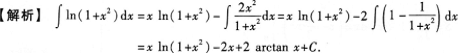 【解析】 ∫ln(1+x²)dx=x ln(1+x²)-∫2x²/(1+x²)dx=x ln(1+x²)-2∫(1-1/(1+x²))dx
=x ln(1+x²)-2x+2 arctan x+C.